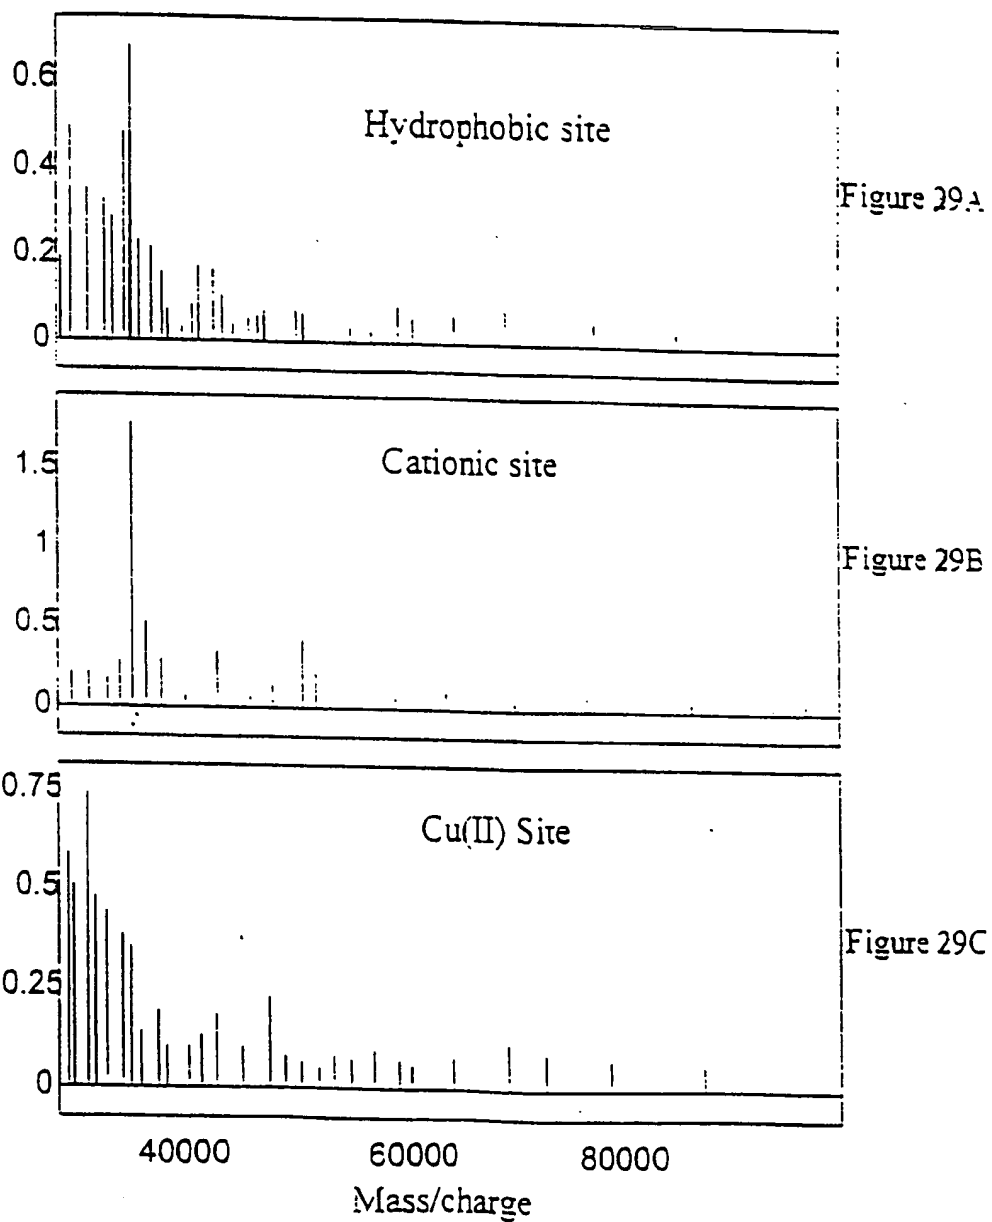 0.6
0.4
0.2
0
Hydrophobic site
Figure 29A
1.5
1
0.5
0
Cationic site
Figure 29B
0.75
0.5
0.25
0
Cu(II) Site
Figure 29C
40000 60000 80000
Mass/charge